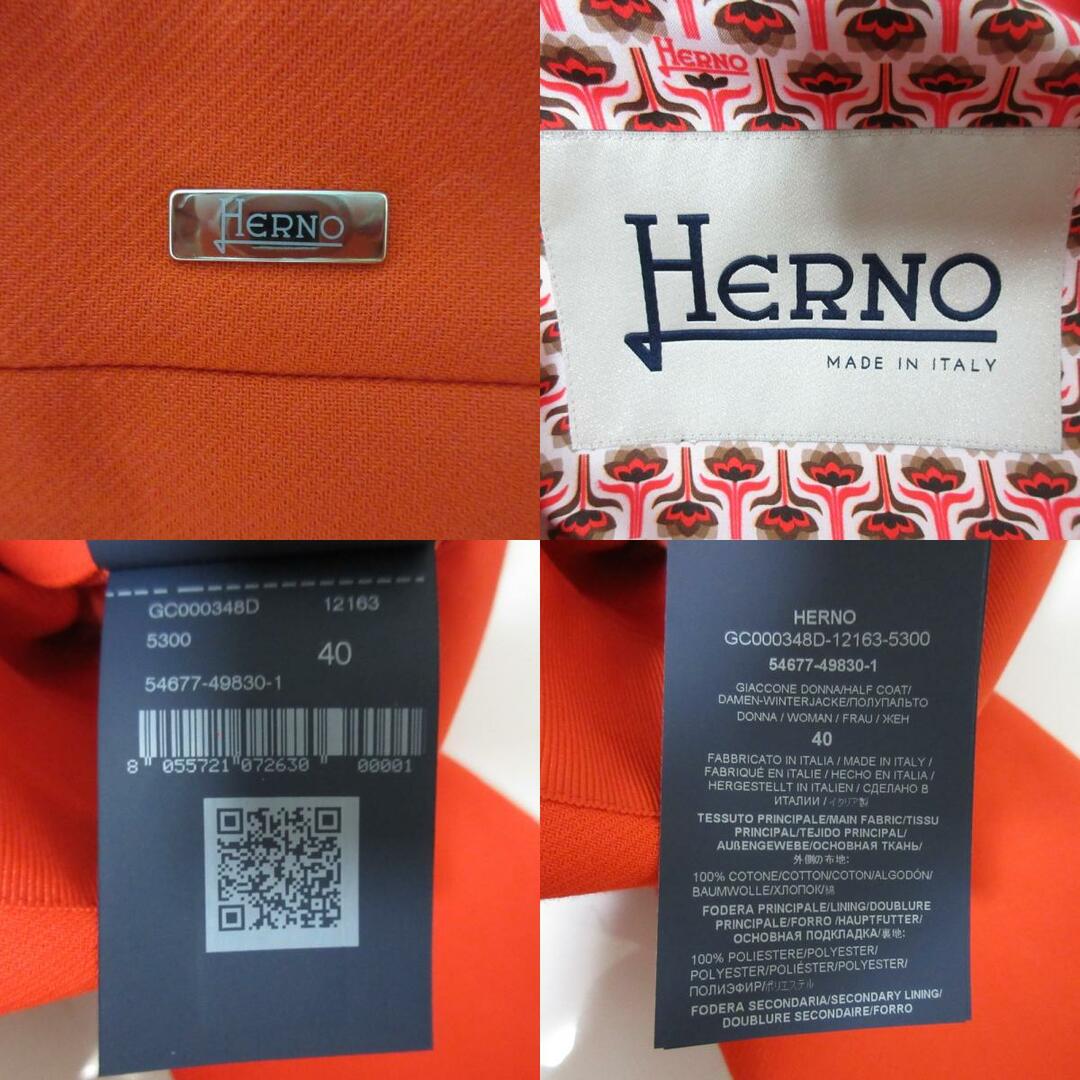 HERNO
HERNO
HERNO
MADE IN ITALY
GC000348D 12163
5300
40
54677-49830-1
8 055721 072630 00001
HERNO
GC000348D-12163-5300
54677-49830-1
GIACCONE DONNA/HALF COAT/
DAMEN-WINTERJACKE/ПОЛУПАЛЬТО
DONNA / WOMAN / FRAU / ЖЕН
40
FABBRICATO IN ITALIA / MADE IN ITALY /
FABRIQUÉ EN ITALIE / HECHO EN ITALIA /
HERGESTELLT IN ITALIEN / СДЕЛАНО В
ИТАЛИИ / イタリア製
TESSUTO PRINCIPALE/MAIN FABRIC/TISSU
PRINCIPAL/TEJIDO PRINCIPAL/
AUßENGEWEBE/ОСНОВНАЯ ТКАНЬ/
外側の布地:
100% COTONE/COTTON/COTON/ALGODÓN/
BAUMWOLLE/ХЛОПОК/綿
FODERA PRINCIPALE/LINING/DOUBLURE
PRINCIPALE/FORRO /HAUPTFUTTER/
ОСНОВНАЯ ПОДКЛАДКА/裏地:
100% POLIESTERE/POLYESTER/
POLYESTER/POLIÉSTER/POLYESTER/
ПОЛИЭФИР/ポリエステル
FODERA SECONDARIA/SECONDARY LINING/
DOUBLURE SECONDAIRE/FORRO